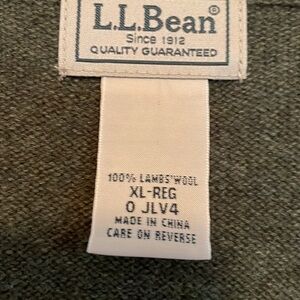 L.L.Bean®
Since 1912
QUALITY GUARANTEED
100% LAMBS'WOOL
XL-REG
0 JLV4
MADE IN CHINA
CARE ON REVERSE